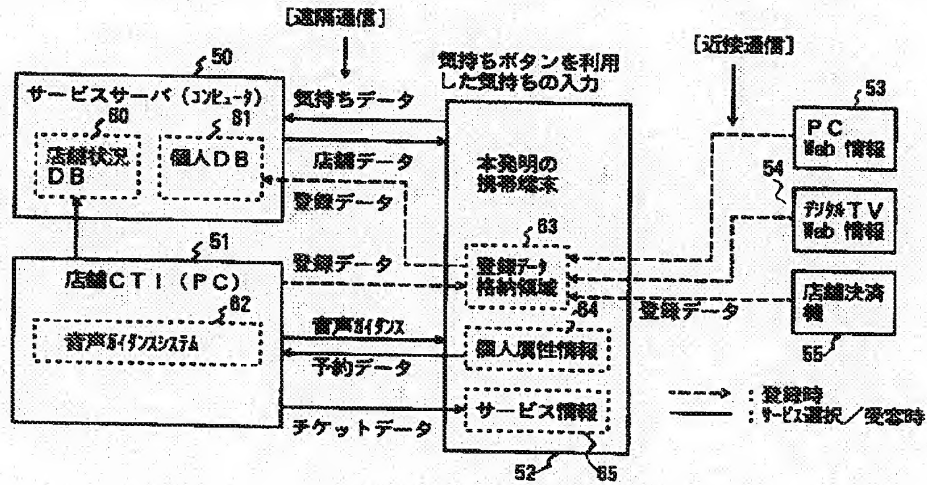 [遠隔通信]
50
サービスサーバ(コンピュータ)
60
店舗状況
DB
61
個人DB
気持ちデータ
店舗データ
登録データ
気持ちボタンを利用
した気持ちの入力
本発明の
携帯端末
63
登録データ
格納領域
64
個人属性情報
サービス情報
52
65
[近接通信]
53
PC
Web 情報
54
デジタルTV
Web 情報
店舗決済
機
55
登録データ
51
店舗CTI(PC)
62
音声ガイダンスシステム
登録データ
音声ガイダンス
予約データ
チケットデータ
:登録時
:サービス選択/受容時